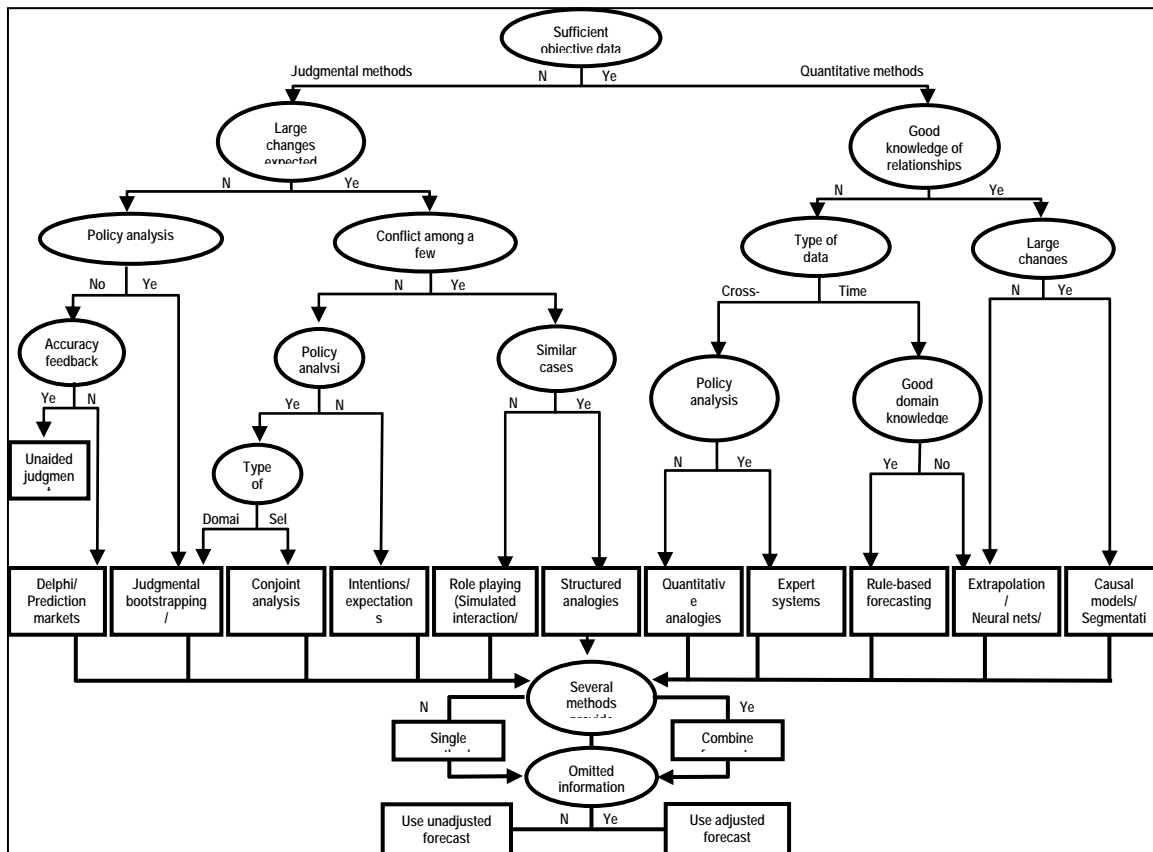 Sufficient
objective data
Judgmental methods
Quantitative methods
N
Ye
Large
changes
expected
Good
knowledge of
relationships
N
Ye
N
Ye
Policy analysis
Conflict among a
few
Type of
data
Large
changes
No
Ye
N
Ye
Cross-
Time
N
Ye
Accuracy
feedback
Policy
analysi
Similar
cases
Policy
analysis
Good
domain
knowledge
Ye
N
Ye
N
N
Ye
N
Ye
Ye
No
Unaided
judgmen
Type
of
Domai
Sel
Delphi/
Prediction
markets
Judgmental
bootstrapping
/
Conjoint
analysis
Intentions/
expectation
s
Role playing
(Simulated
interaction/
Structured
analogies
Quantitativ
e
analogies
Expert
systems
Rule-based
forecasting
Extrapolation
/
Neural nets/
Causal
models/
Segmentati
Several
methods
provide
N
Ye
Single
Combine
Omitted
information
N
Ye
Use unadjusted
forecast
Use adjusted
forecast